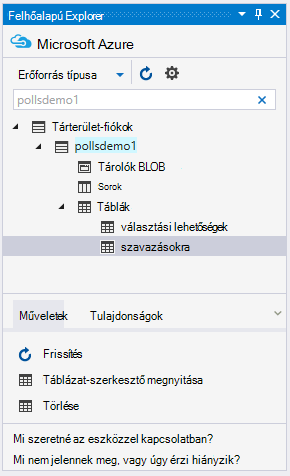 Felhőalapú Explorer
Microsoft Azure
Erőforrás típusa
pollsdemo1
Tárterület-fiókok
pollsdemo1
Tárolók BLOB
Sorok
Táblák
választási lehetőségek
szavazásokra
Műveletek Tulajdonságok
Frissítés
Táblázat-szerkesztő megnyitása
Törlése
Mi szeretné az eszközzel kapcsolatban?
Mi nem jelennek meg, vagy úgy érzi hiányzik?